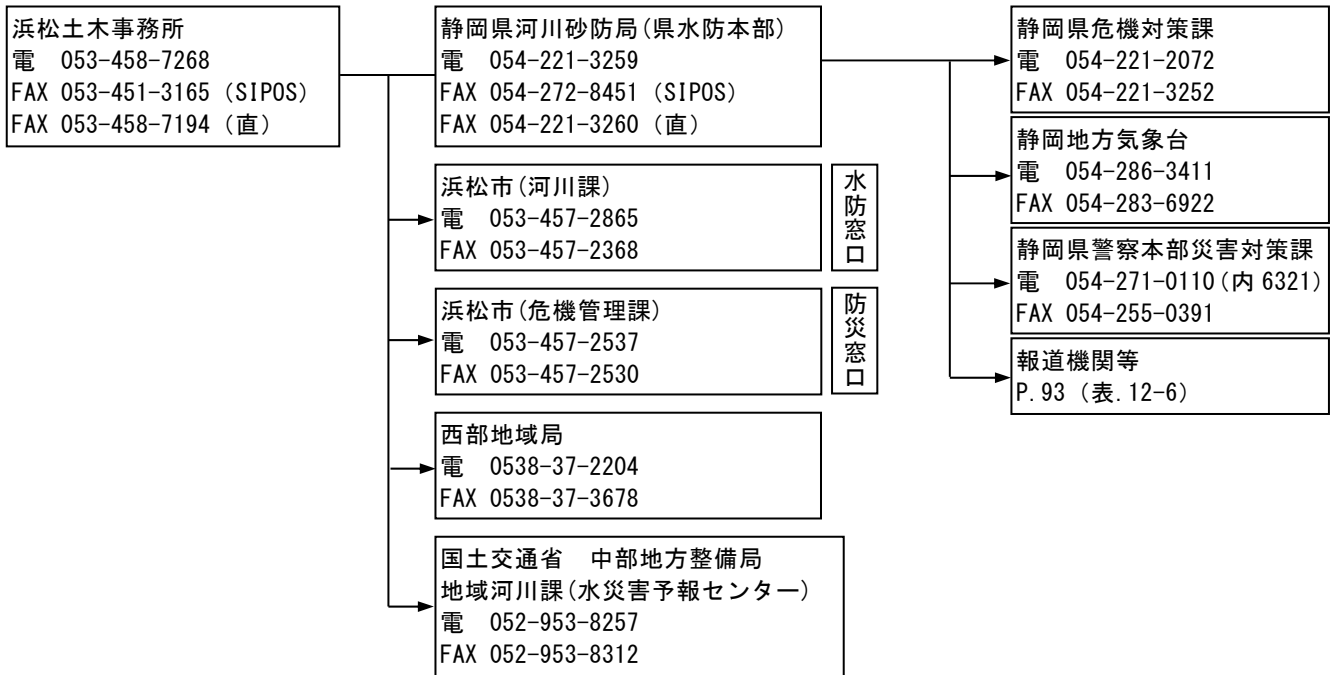 浜松土木事務所
電　053-458-7268
FAX 053-451-3165 (SIPOS)
FAX 053-458-7194 (直)
静岡県河川砂防局(県水防本部)
電　054-221-3259
FAX 054-272-8451 (SIPOS)
FAX 054-221-3260 (直)
浜松市(河川課)
電　053-457-2865
FAX 053-457-2368
水防窓口
浜松市(危機管理課)
電　053-457-2537
FAX 053-457-2530
防災窓口
西部地域局
電　0538-37-2204
FAX 0538-37-3678
国土交通省　中部地方整備局
地域河川課(水災害予報センター)
電　052-953-8257
FAX 052-953-8312
静岡県危機対策課
電　054-221-2072
FAX 054-221-3252
静岡地方気象台
電　054-286-3411
FAX 054-283-6922
静岡県警察本部災害対策課
電　054-271-0110(内 6321)
FAX 054-255-0391
報道機関等
P.93 (表.12-6)